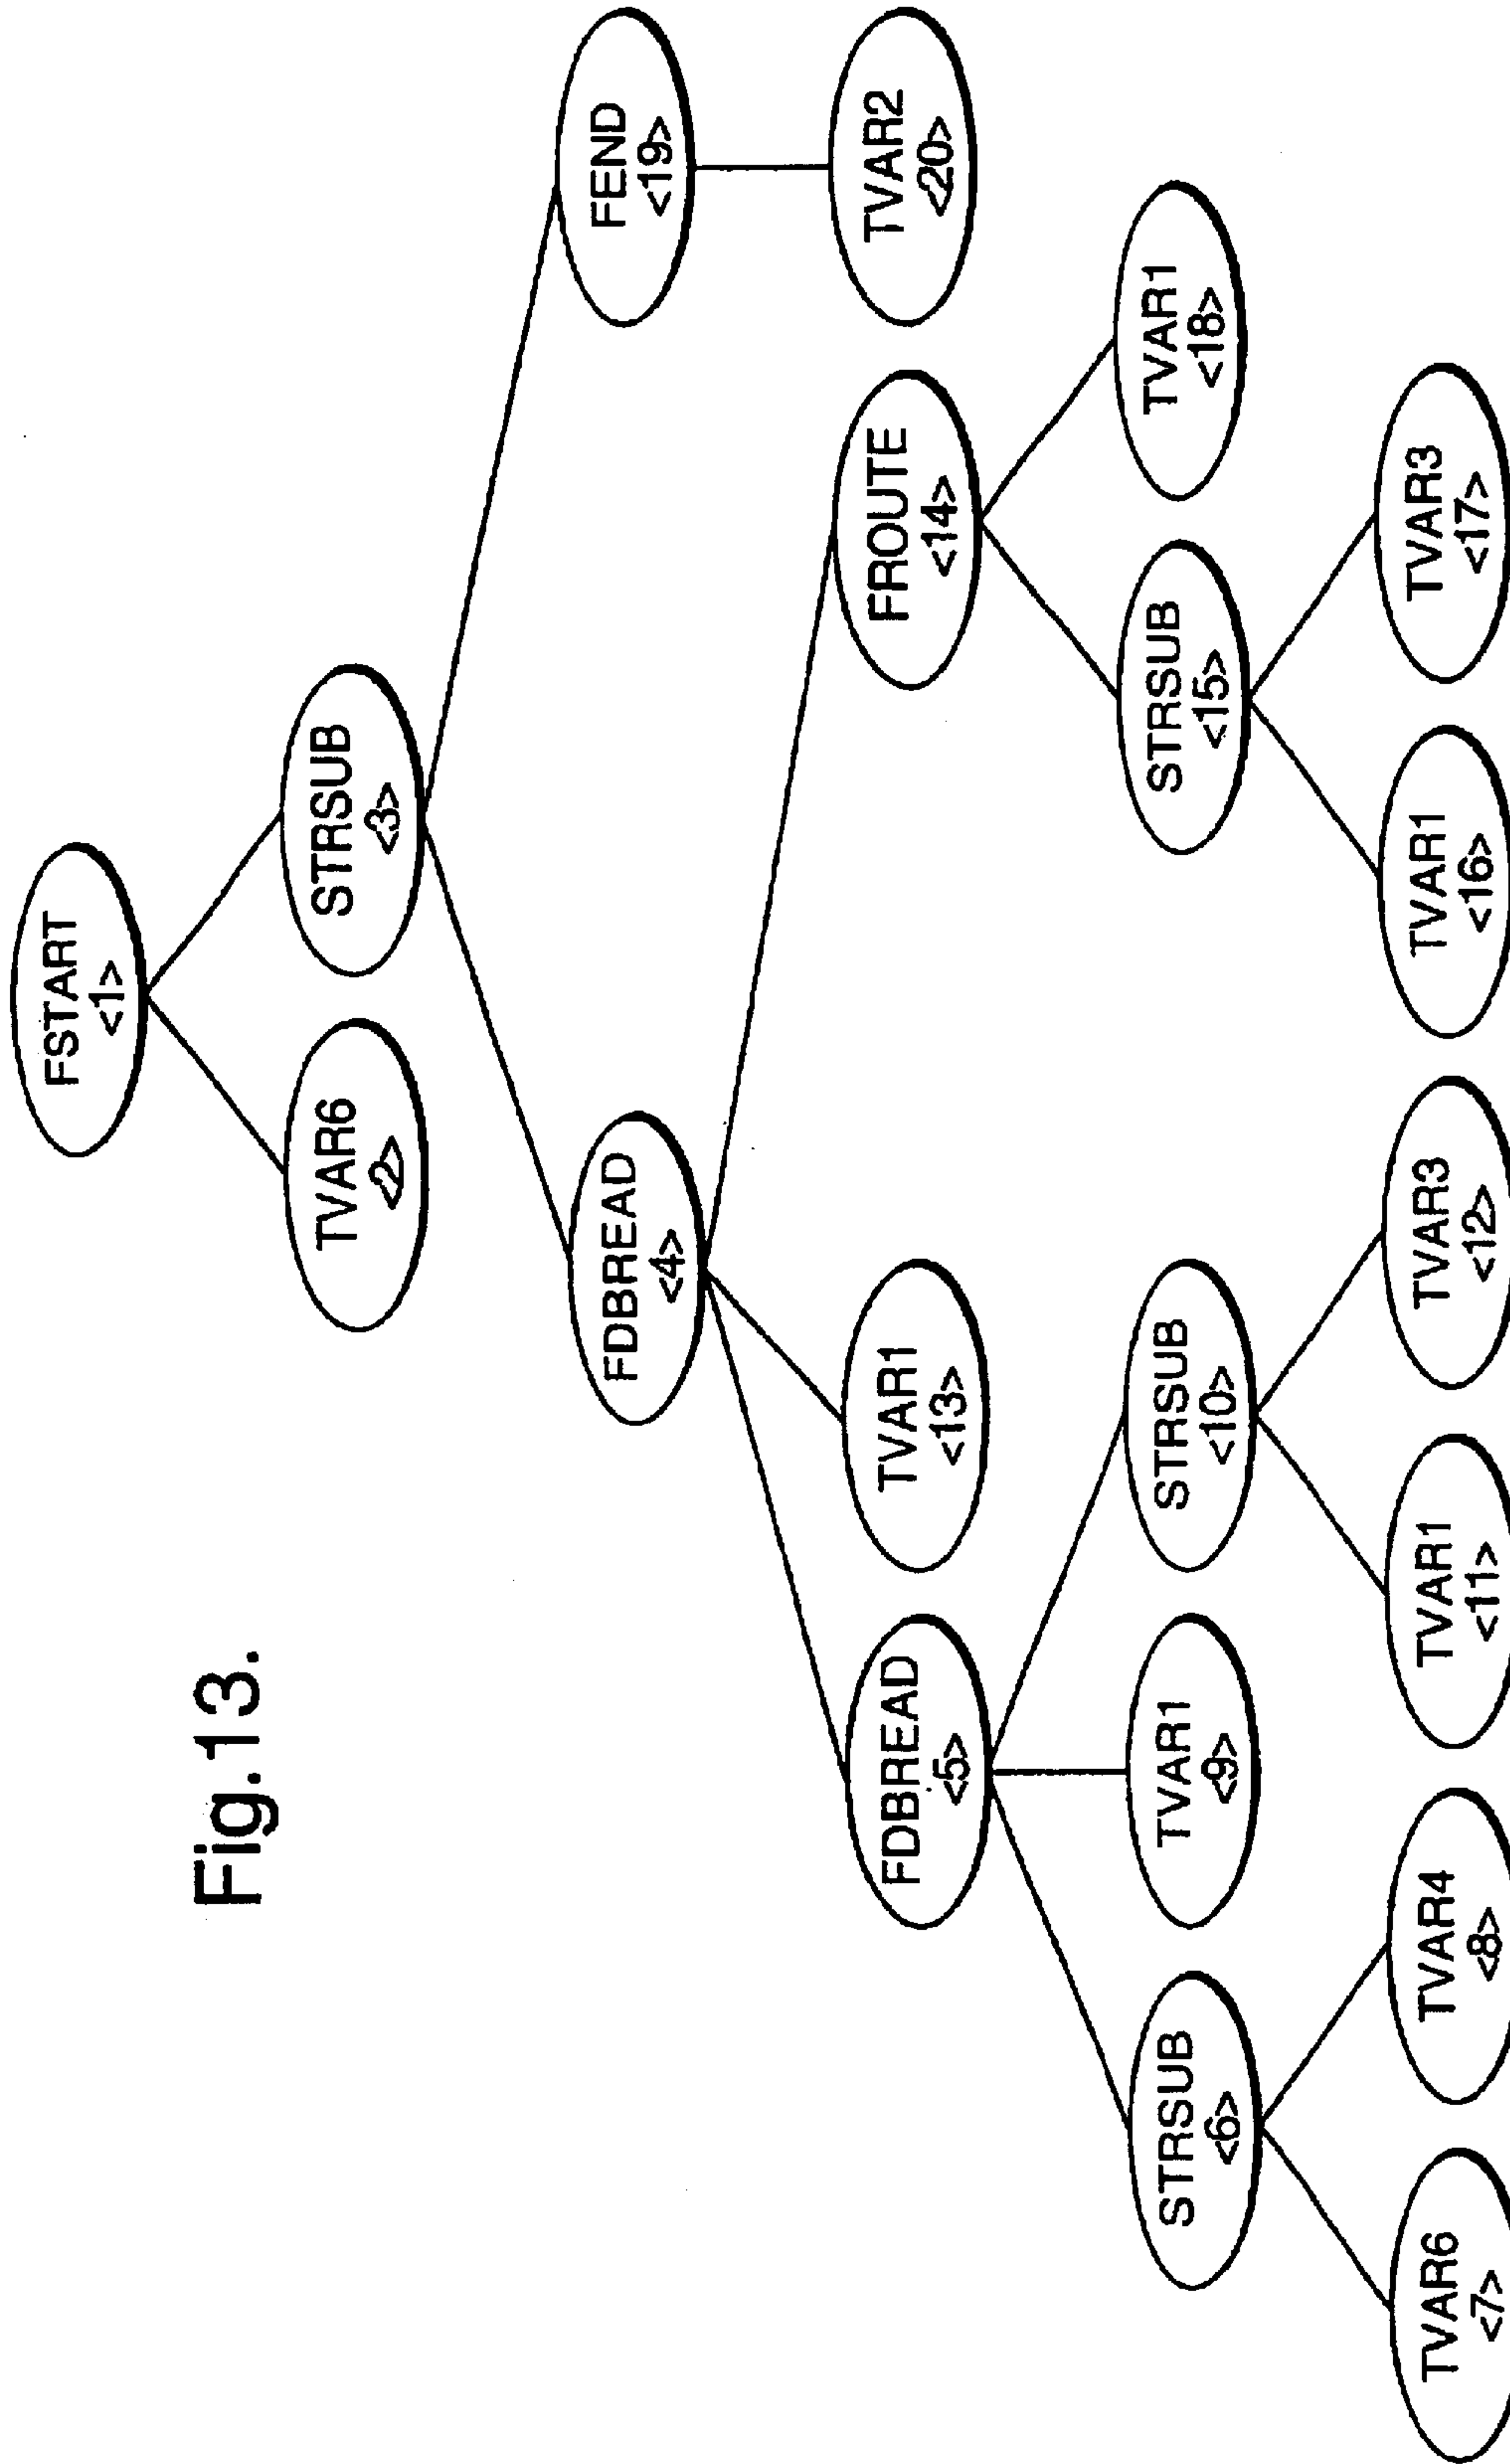 Fig.13.
FSTART
<1>
TVAR6
<2>
STRSUB
<3>
FDBREAD
<4>
FEND
<19>
FDBREAD
<5>
TVAR1
<13>
FROUTE
<14>
TVAR2
<20>
STRSUB
<6>
TVAR1
<9>
STRSUB
<10>
STRSUB
<15>
TVAR1
<18>
TVAR6
<7>
TVAR4
<8>
TVAR1
<11>
TVAR3
<12>
TVAR1
<16>
TVAR3
<17>